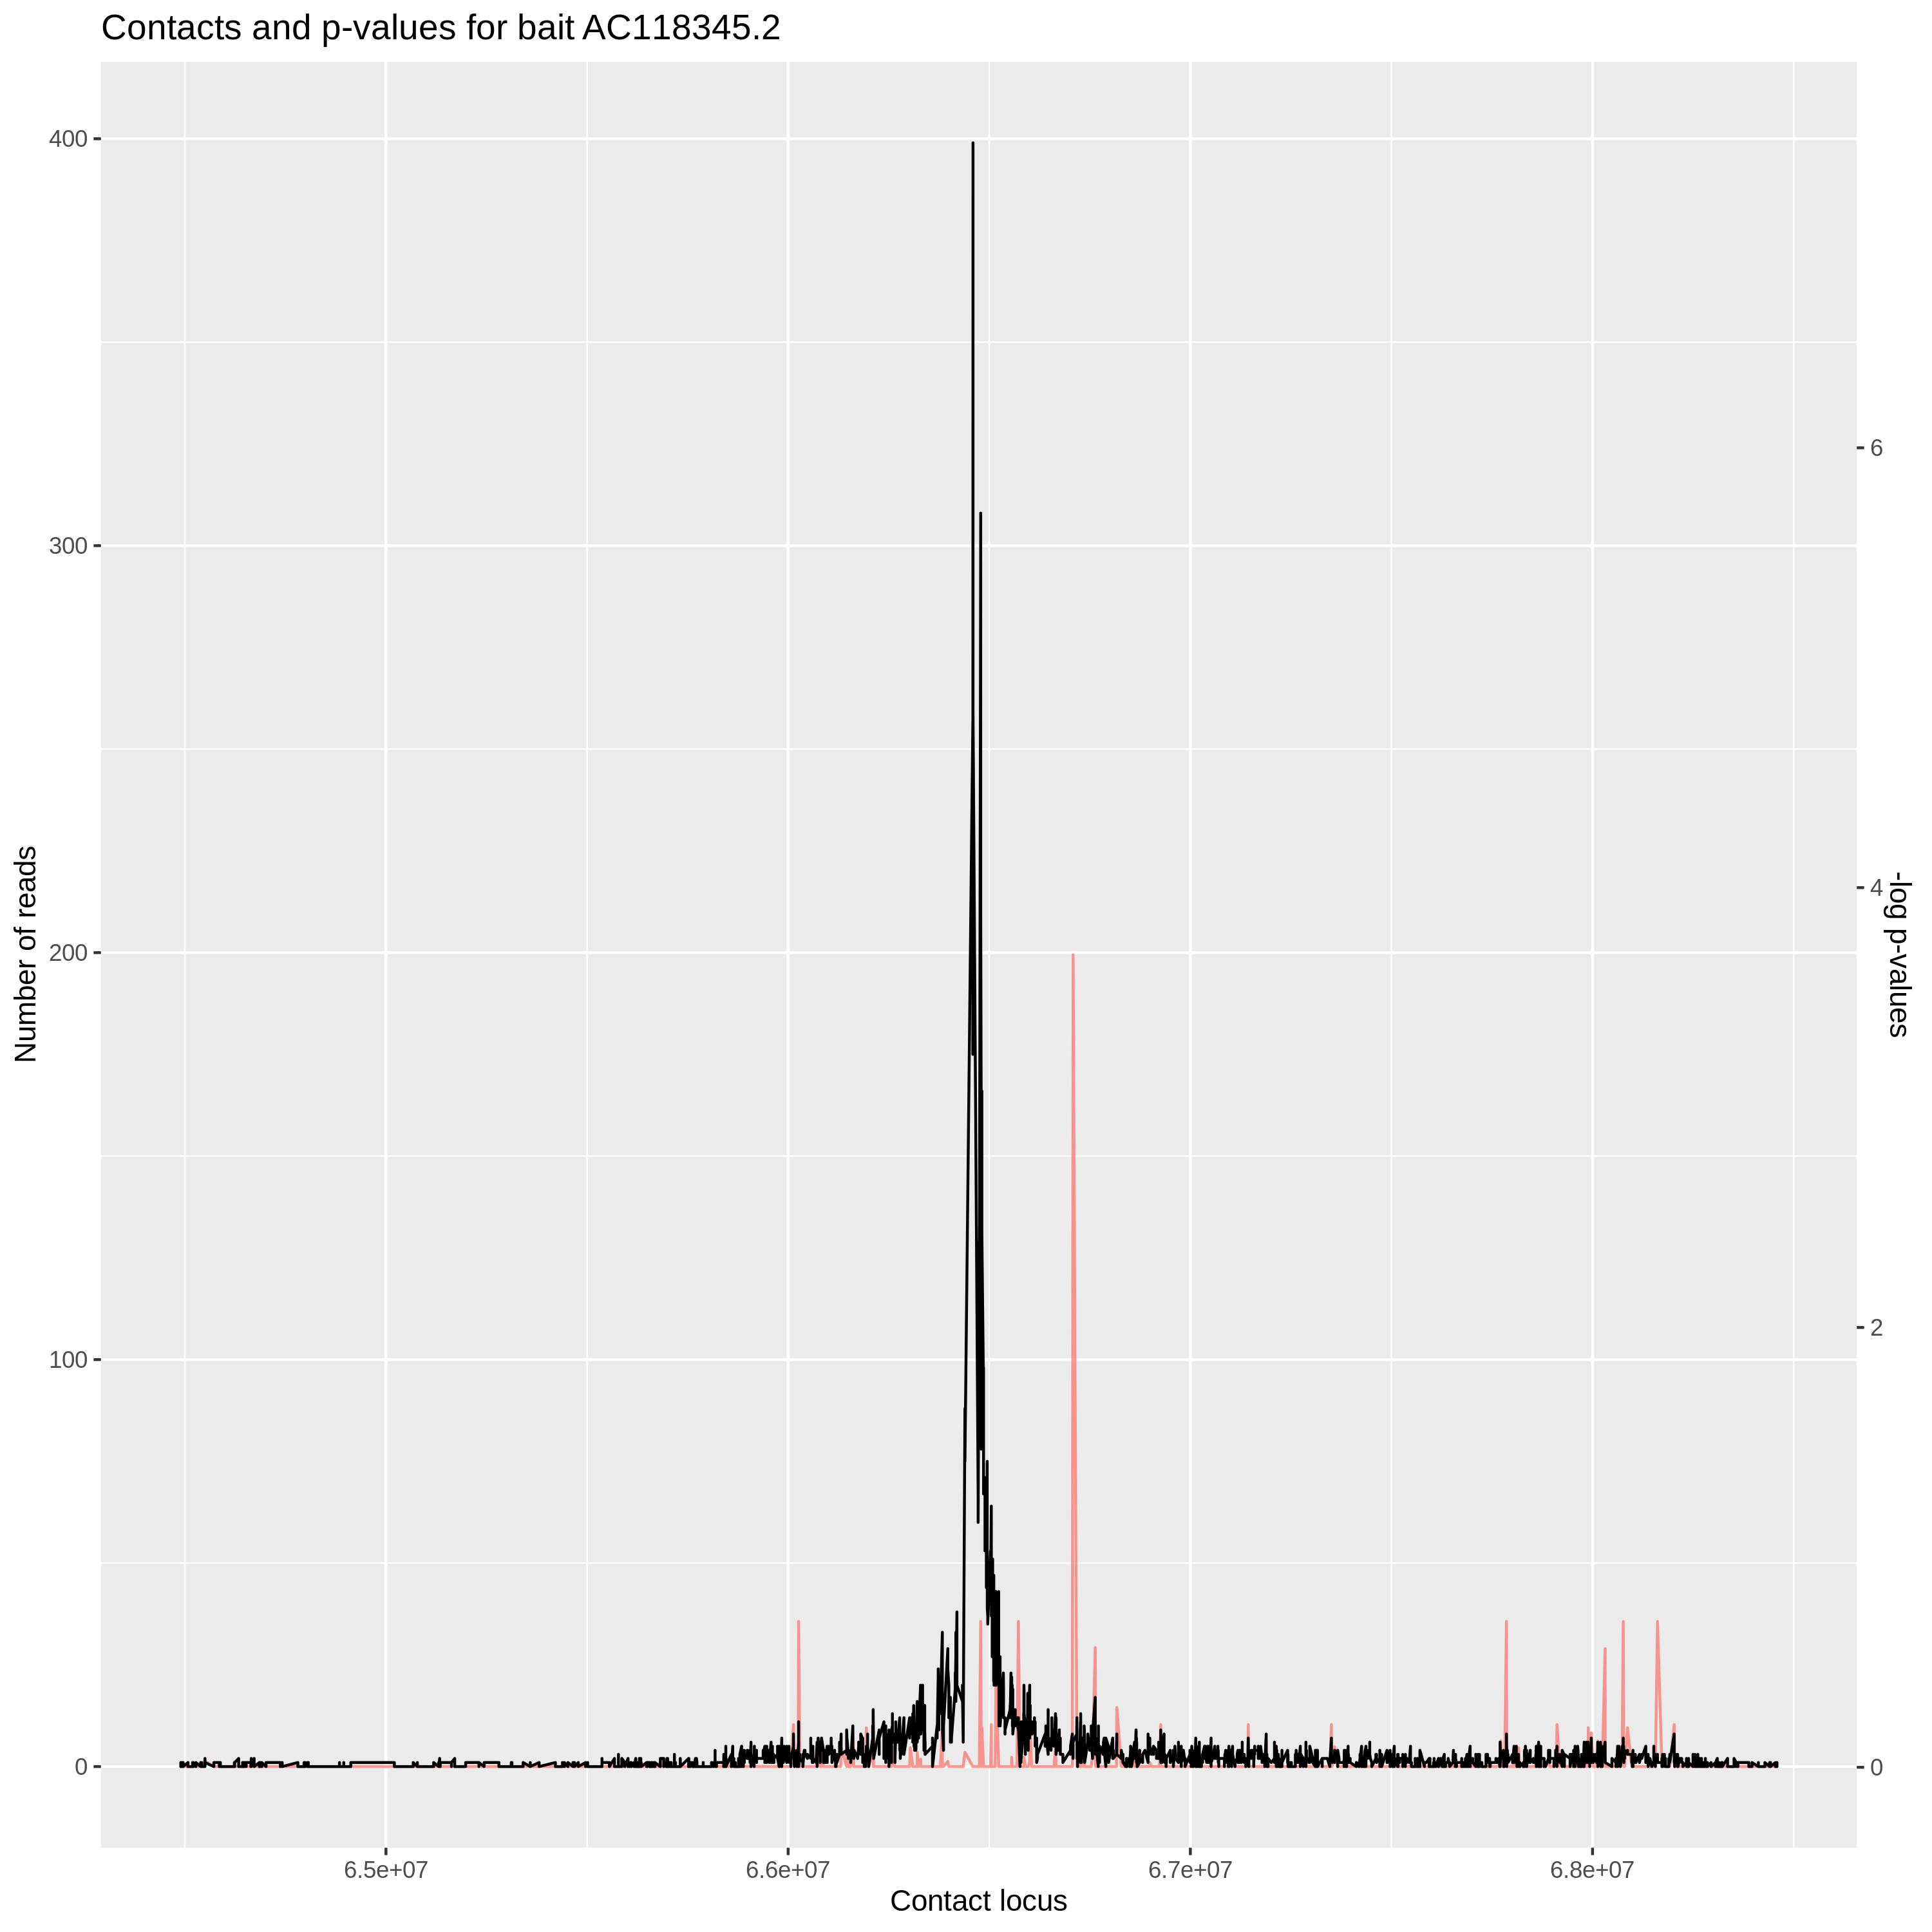 Contacts and p-values for bait AC118345.2
400
300
200
100
0
Number of reads
6
4
2
0
-log p-values
6.5e+07 6.6e+07 6.7e+07 6.8e+07
Contact locus